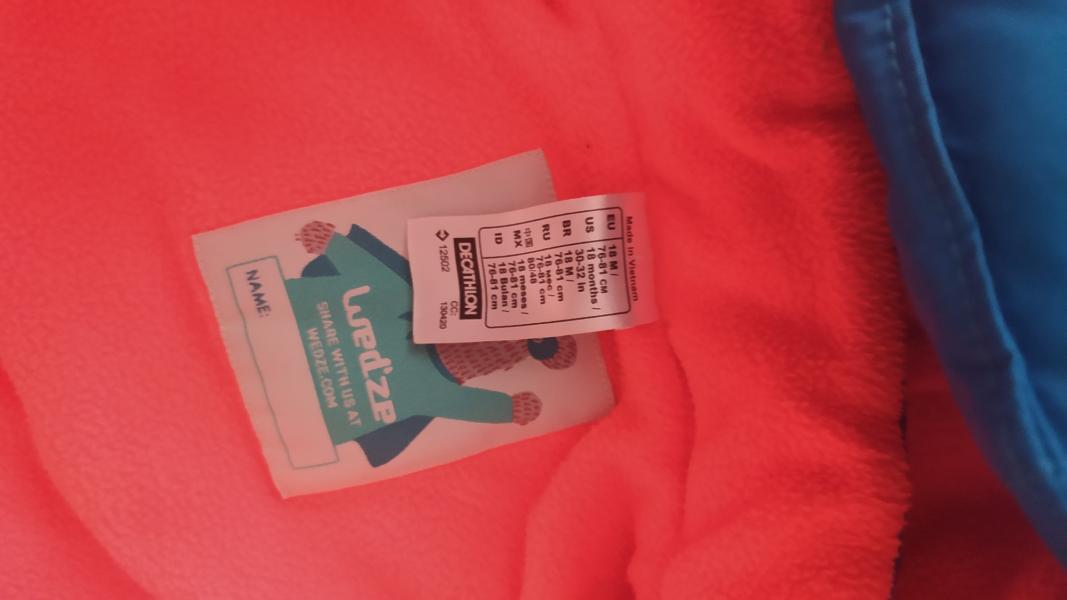 Made in Vietnam
EU 18 M /
76-81 CM
US 18 months /
30-32 in
BR 18 M /
76-81 cm
RU 18 мес /
76-81 cm
中国 80/48
MX 18 meses /
76-81 cm
ID 18 Bulan /
76-81 cm
DECATHLON
CC:
12502 130420
wed'ze
SHARE WITH US AT
WEDZE.COM
NAME: